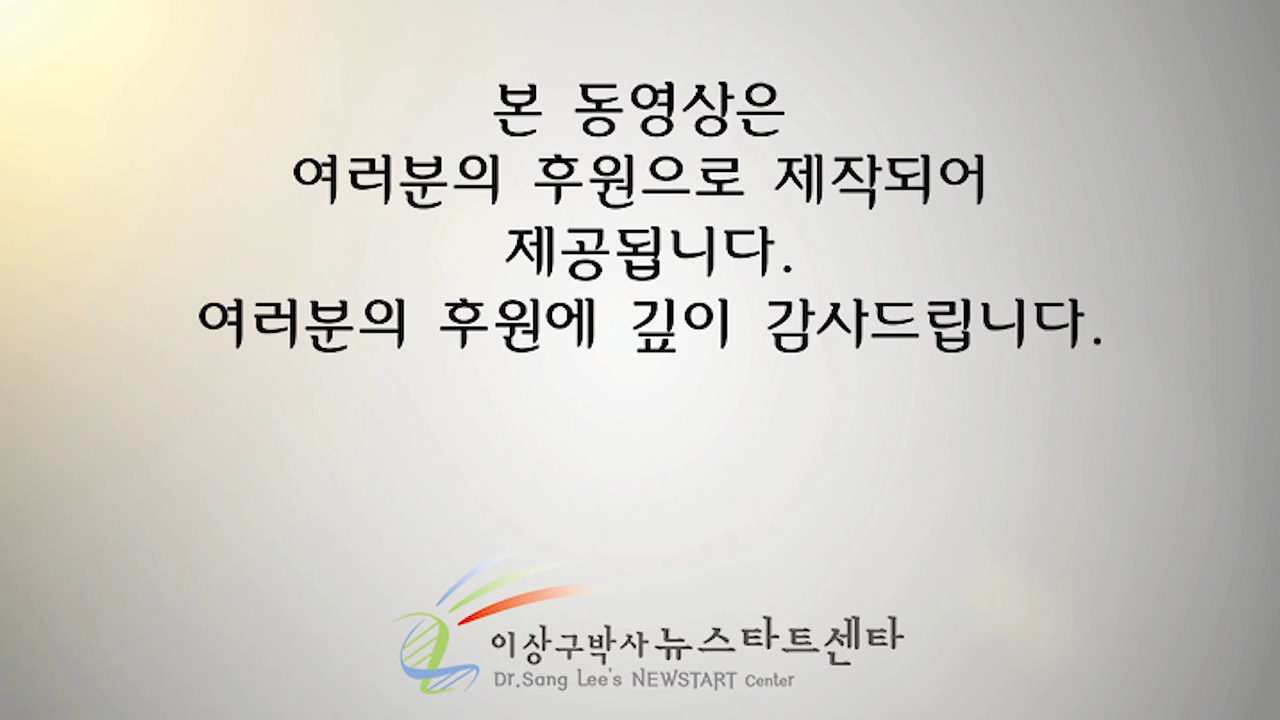 본 동영상은
여러분의 후원으로 제작되어
제공됩니다.
여러분의 후원에 깊이 감사드립니다.
이상구박사 뉴스타트센타
Dr.Sang Lee's NEWSTART Center